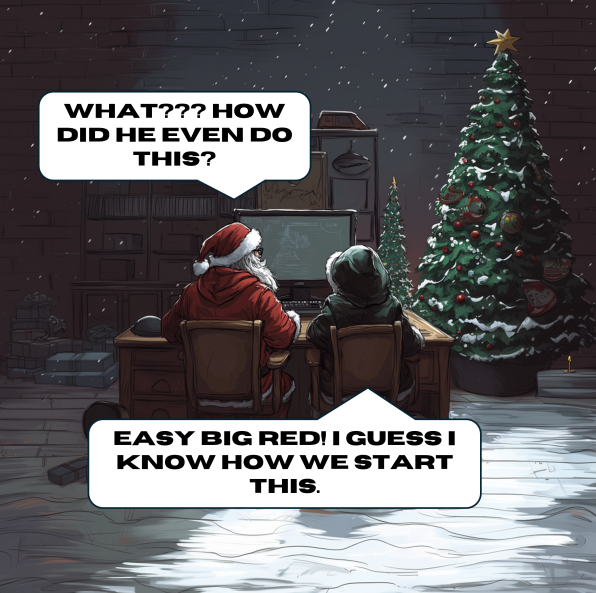 WHAT??? HOW
DID HE EVEN DO
THIS?
EASY BIG RED! I GUESS I
KNOW HOW WE START
THIS.